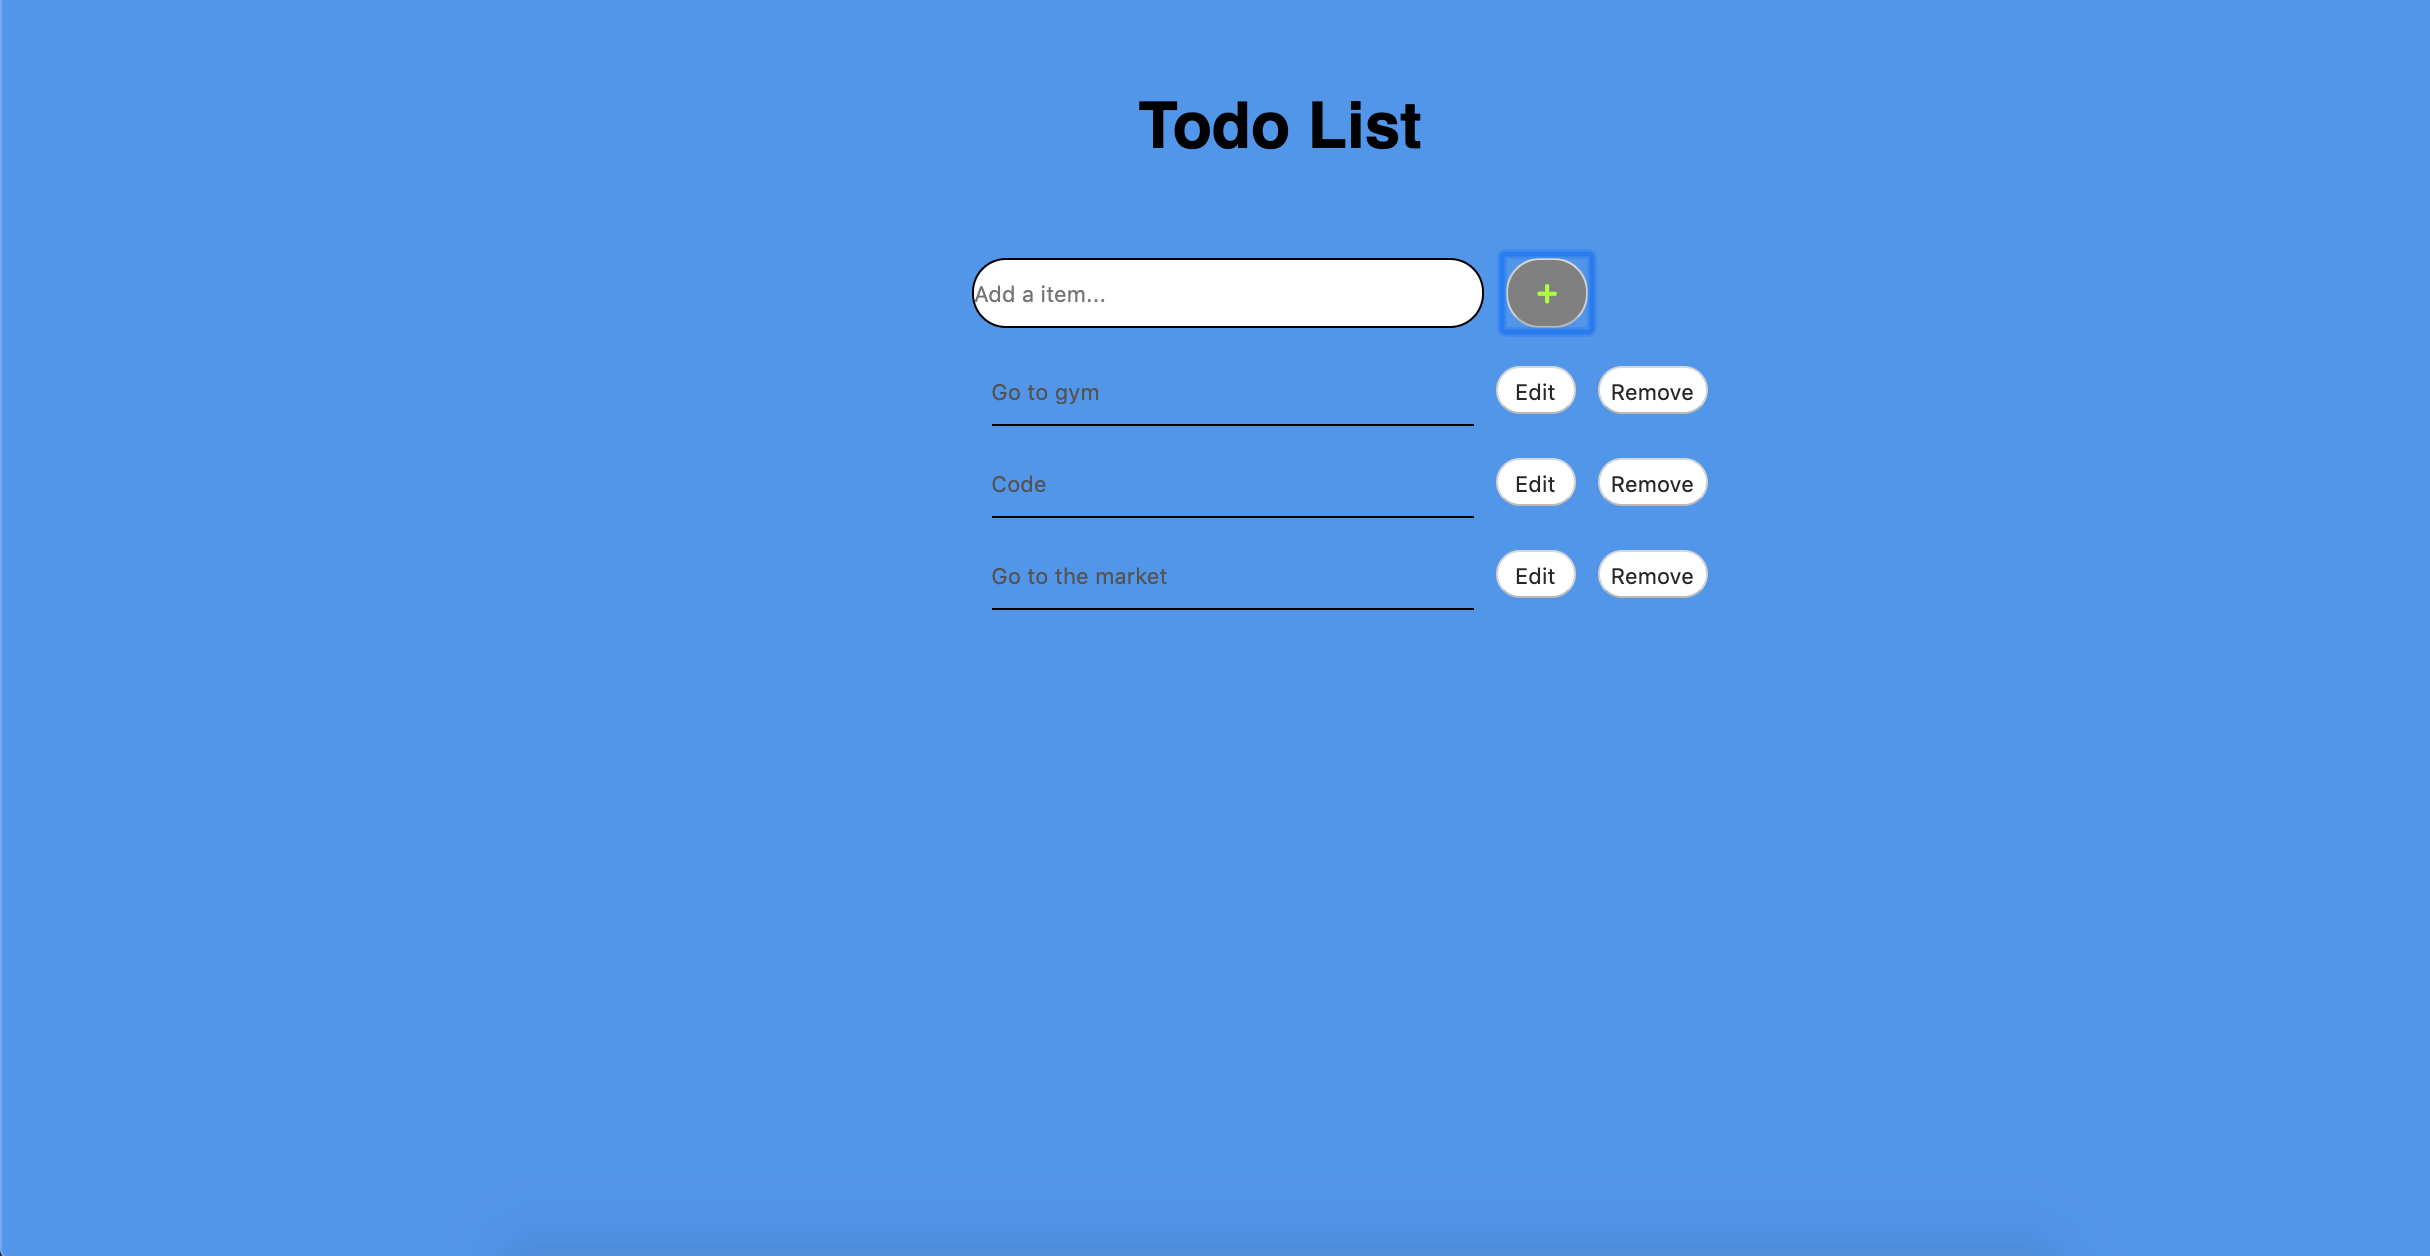 Todo List
Add a item...
+
Go to gym Edit Remove
Code Edit Remove
Go to the market Edit Remove